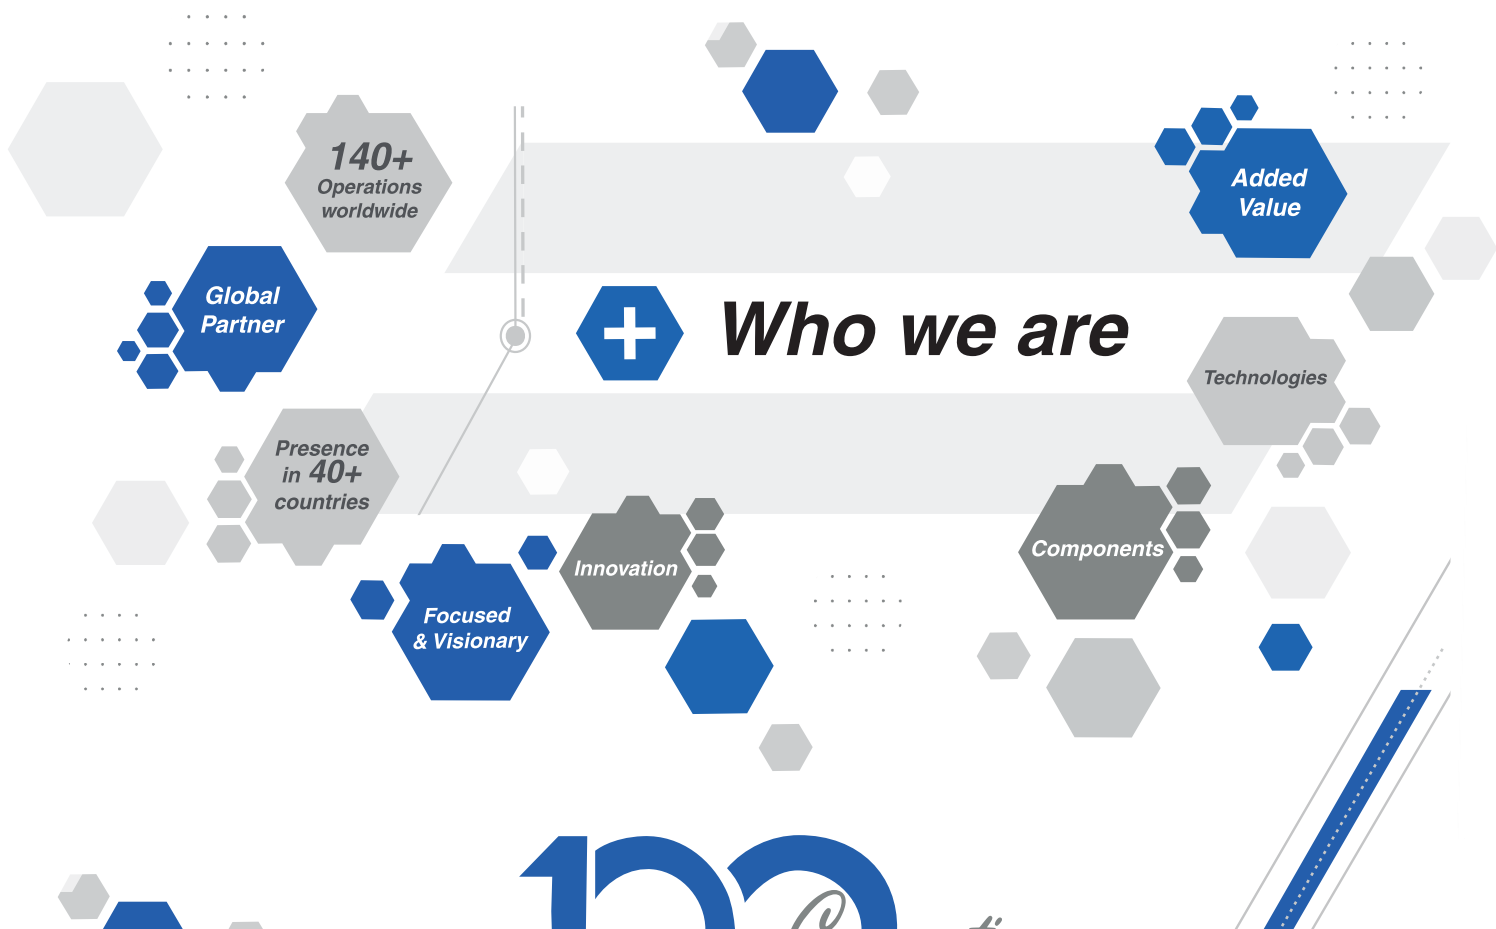 140+
Operations
worldwide
Added
Value
Global
Partner
Who we are
Technologies
Presence
in 40+
countries
Innovation
Components
Focused
& Visionary
100